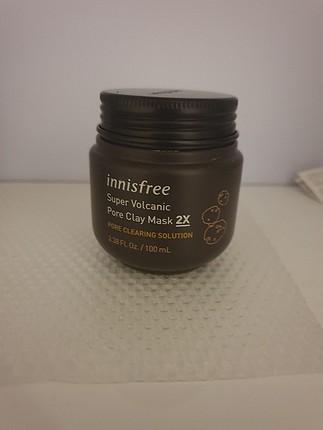 innisfree
Super Volcanic
Pore Clay Mask 2X
PORE CLEARING SOLUTION
3.38 Fl. Oz. / 100 mL